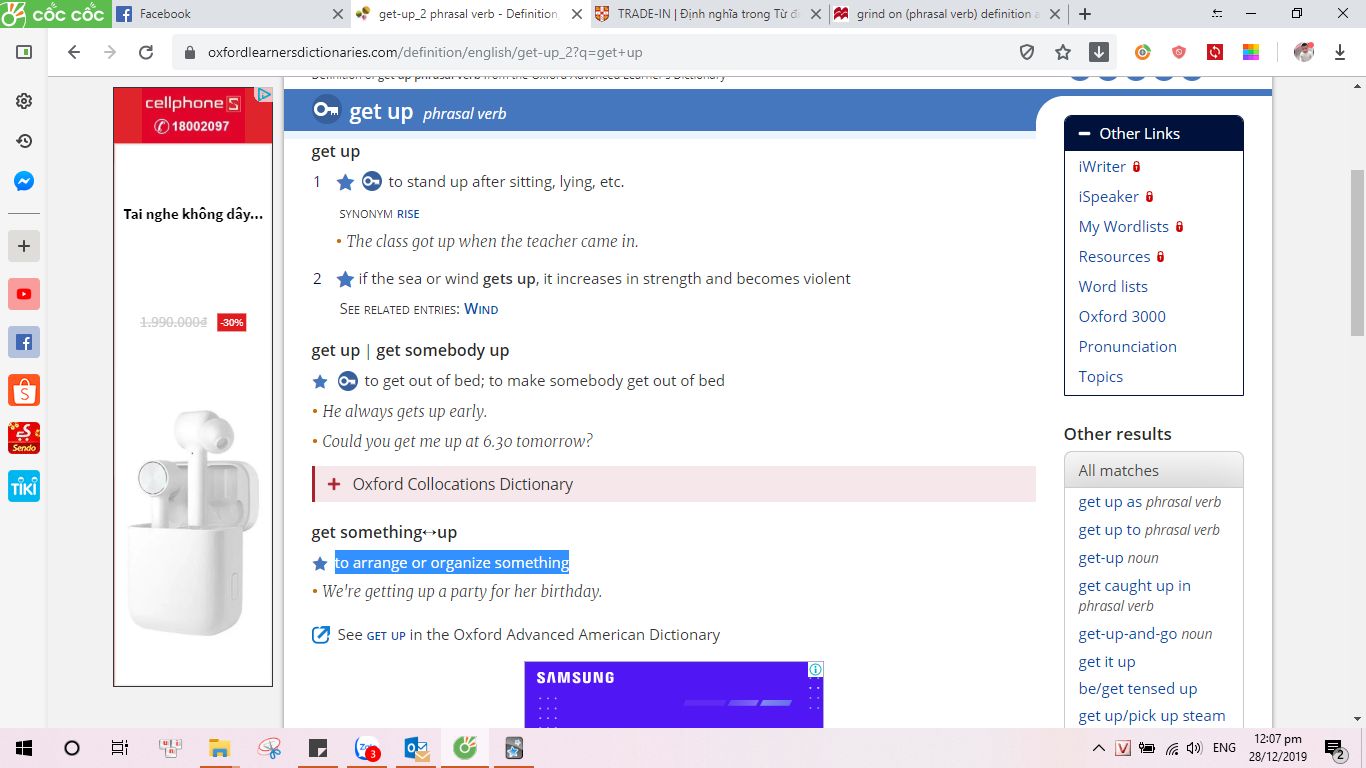 cốc cốc
Facebook
get-up_2 phrasal verb - Definition,
TRADE-IN | Định nghĩa trong Từ đi
grind on (phrasal verb) definition a
oxfordlearnersdictionaries.com/definition/english/get-up_2?q=get+up
Definition of get up phrasal verb from the Oxford Advanced Learner's Dictionary
get up phrasal verb
get up
1 to stand up after sitting, lying, etc.
SYNONYM RISE
• The class got up when the teacher came in.
2 if the sea or wind gets up, it increases in strength and becomes violent
SEE RELATED ENTRIES: WIND
get up | get somebody up
to get out of bed; to make somebody get out of bed
• He always gets up early.
• Could you get me up at 6.30 tomorrow?
+ Oxford Collocations Dictionary
get something↔up
to arrange or organize something
• We're getting up a party for her birthday.
See GET UP in the Oxford Advanced American Dictionary
SAMSUNG
cellphoneS
18002097
Tai nghe không dây...
1.990.000₫ -30%
Other Links
iWriter
iSpeaker
My Wordlists
Resources
Word lists
Oxford 3000
Pronunciation
Topics
Other results
All matches
get up as phrasal verb
get up to phrasal verb
get-up noun
get caught up in
phrasal verb
get-up-and-go noun
get it up
be/get tensed up
get up/pick up steam
Sendo
TIKI
3
V
ENG
12:07 pm
28/12/2019
2